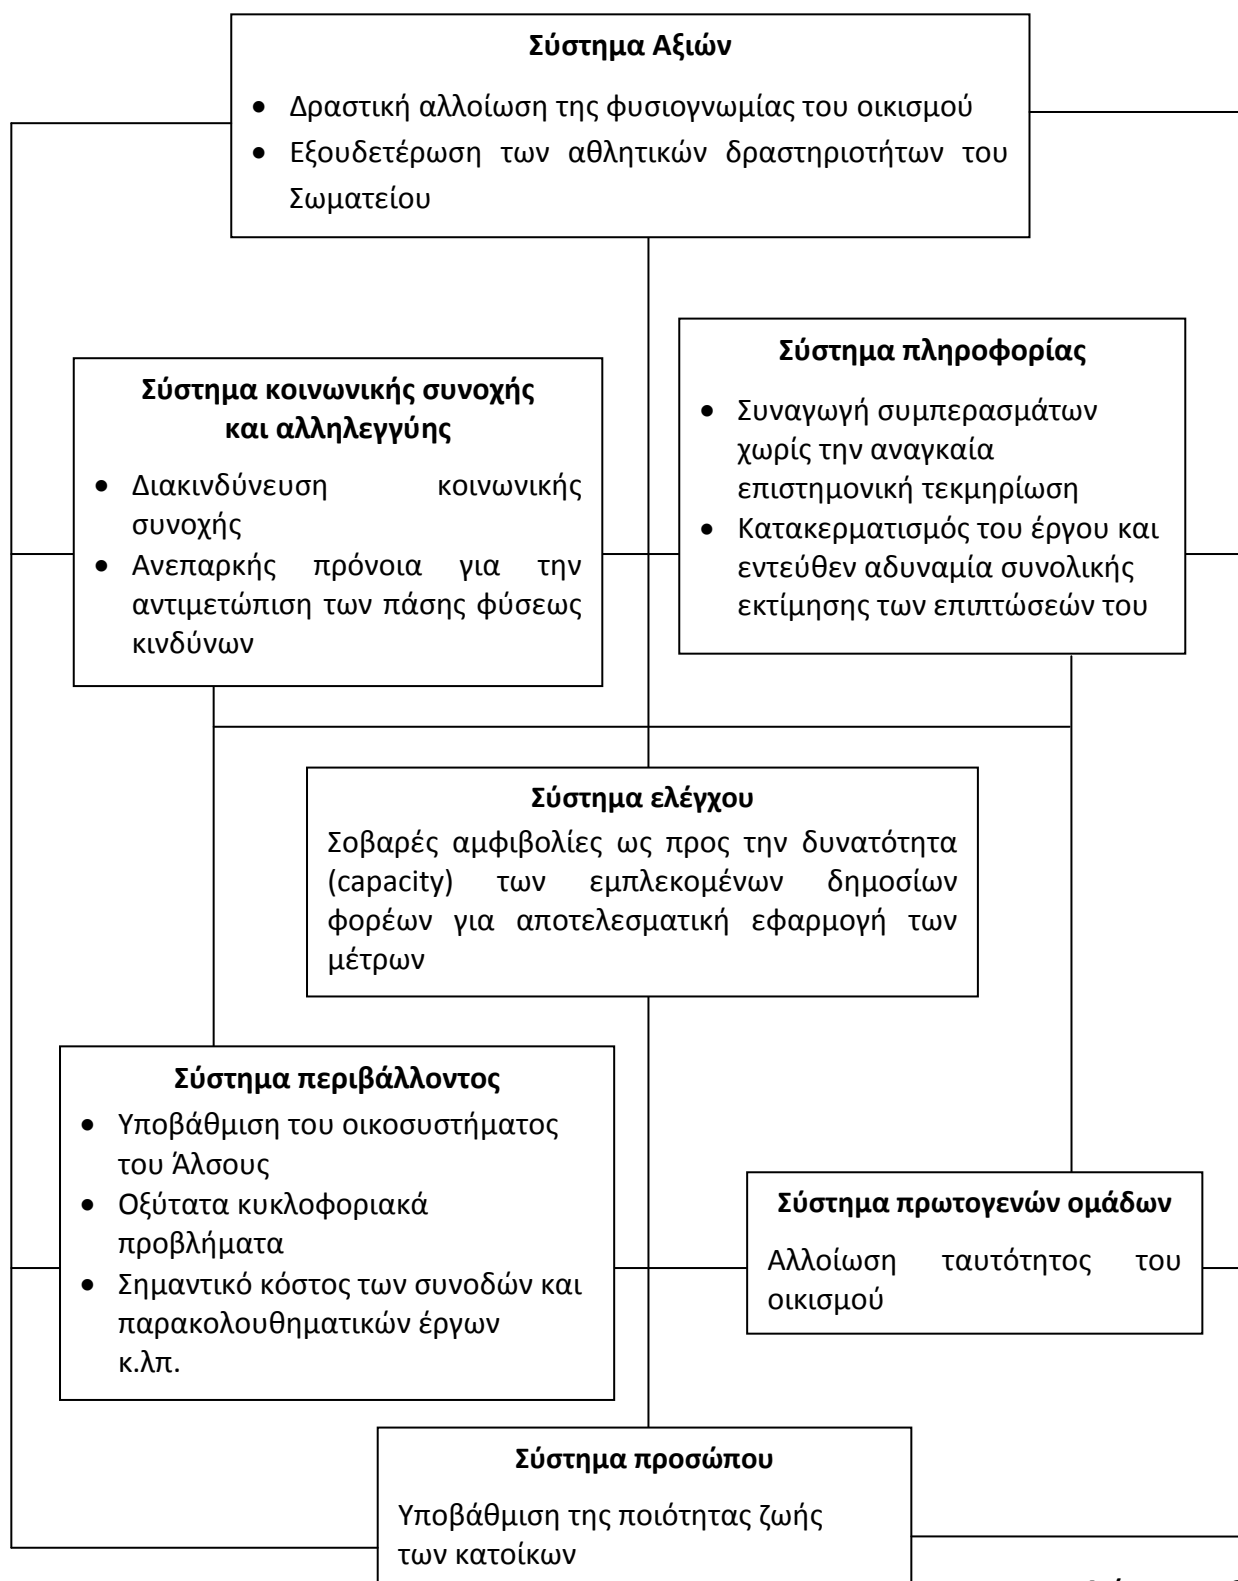 Σύστημα Αξιών
• Δραστική αλλοίωση της φυσιογνωμίας του οικισμού
• Εξουδετέρωση των αθλητικών δραστηριοτήτων του
Σωματείου
Σύστημα κοινωνικής συνοχής
και αλληλεγγύης
• Διακινδύνευση κοινωνικής
συνοχής
• Ανεπαρκής πρόνοια για την
αντιμετώπιση των πάσης φύσεως
κινδύνων
Σύστημα πληροφορίας
• Συναγωγή συμπερασμάτων
χωρίς την αναγκαία
επιστημονική τεκμηρίωση
• Κατακερματισμός του έργου και
εντεύθεν αδυναμία συνολικής
εκτίμησης των επιπτώσεών του
Σύστημα ελέγχου
Σοβαρές αμφιβολίες ως προς την δυνατότητα
(capacity) των εμπλεκομένων δημοσίων
φορέων για αποτελεσματική εφαρμογή των
μέτρων
Σύστημα περιβάλλοντος
• Υποβάθμιση του οικοσυστήματος
του Άλσους
• Οξύτατα κυκλοφοριακά
προβλήματα
• Σημαντικό κόστος των συνοδών και
παρακολουθηματικών έργων
κ.λπ.
Σύστημα πρωτογενών ομάδων
Αλλοίωση ταυτότητος του
οικισμού
Σύστημα προσώπου
Υποβάθμιση της ποιότητας ζωής
των κατοίκων